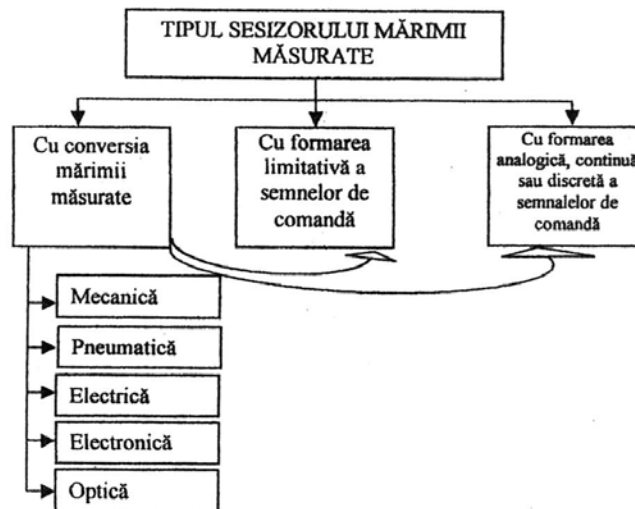 TIPUL SESIZORULUI MĂRIMII
MĂSURATE
Cu conversia
mărimii
măsurate
Cu formarea
limitativă a
semnelor de
comandă
Cu formarea
analogică, continuă
sau discretă a
semnalelor de
comandă
Mecanică
Pneumatică
Electrică
Electronică
Optică